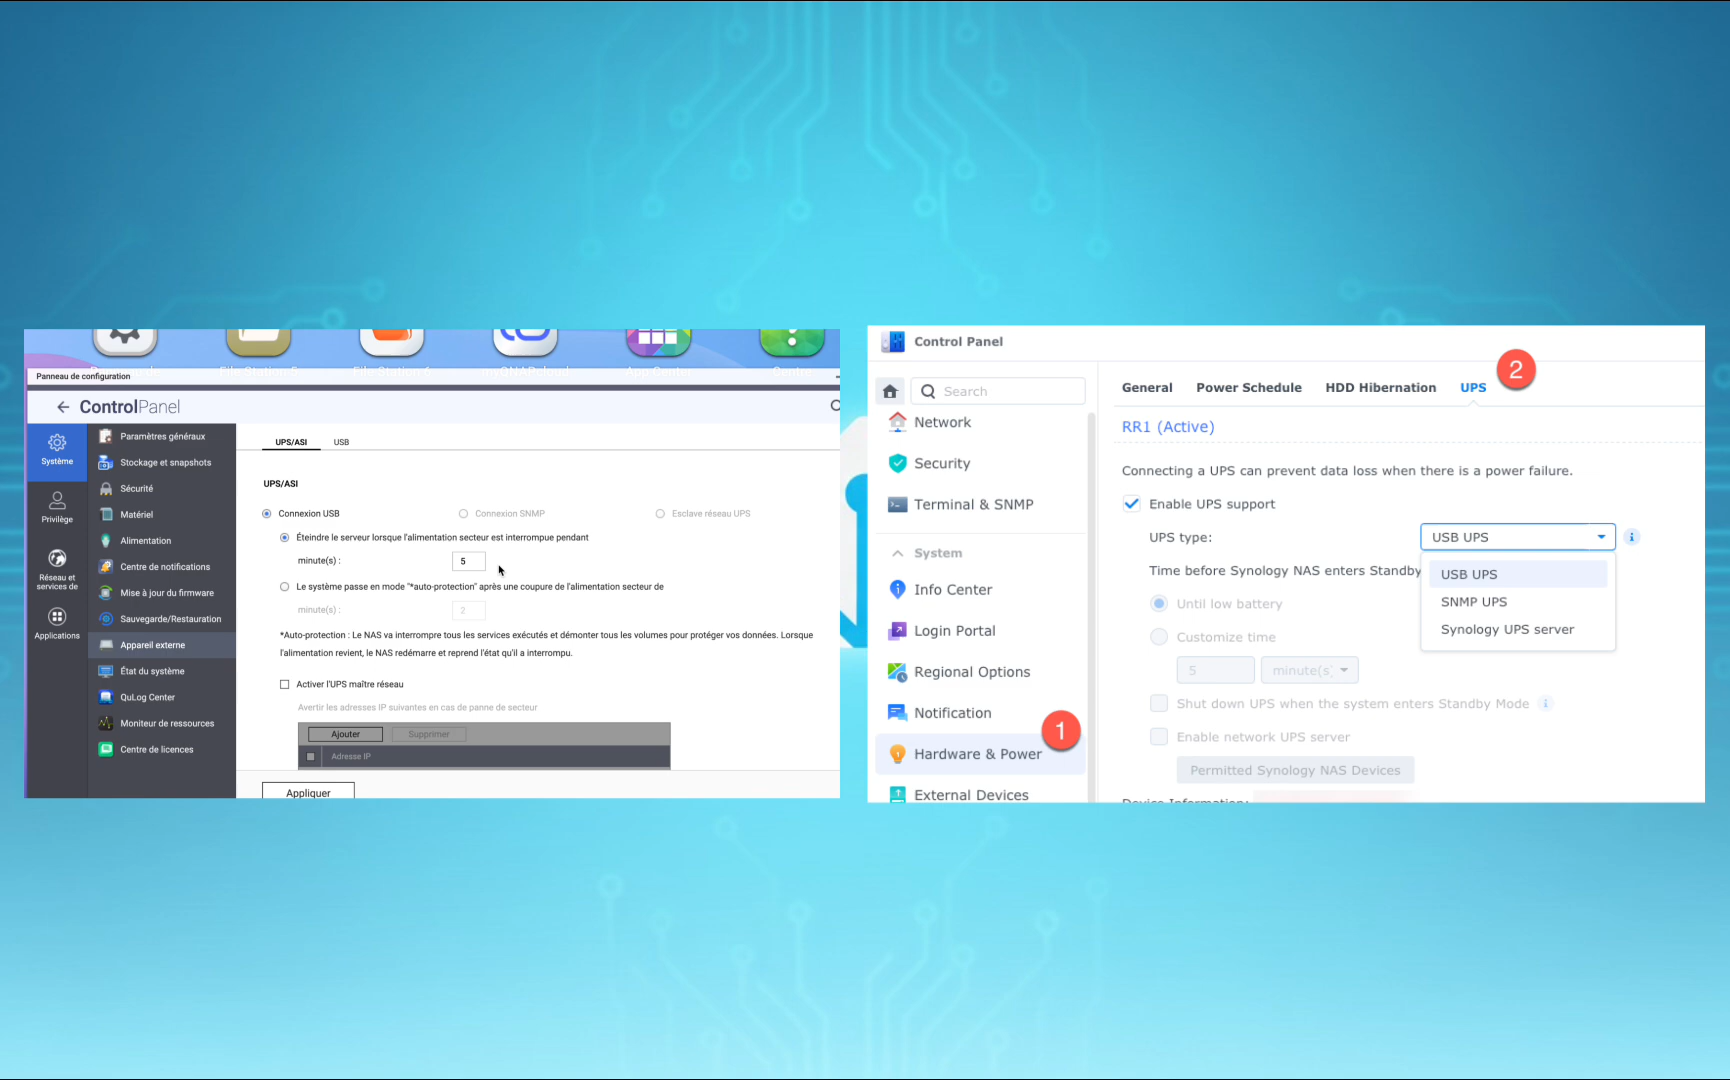 Panneau de configuration
ControlPanel
Système
Privilège
Réseau et
services de
Applications
Paramètres généraux
Stockage et snapshots
Sécurité
Matériel
Alimentation
Centre de notifications
Mise à jour du firmware
Sauvegarde/Restauration
Appareil externe
État du système
QuLog Center
Moniteur de ressources
Centre de licences
UPS/ASI USB
UPS/ASI
Connexion USB Connexion SNMP Esclave réseau UPS
Éteindre le serveur lorsque l'alimentation secteur est interrompue pendant
minute(s) : 5
Le système passe en mode "*auto-protection" après une coupure de l'alimentation secteur de
minute(s) : 2
*Auto-protection : Le NAS va interrompre tous les services exécutés et démonter tous les volumes pour protéger vos données. Lorsque
l'alimentation revient, le NAS redémarre et reprend l'état qu'il a interrompu.
Activer l'UPS maître réseau
Avertir les adresses IP suivantes en cas de panne de secteur
Ajouter Supprimer
Adresse IP
Appliquer
Control Panel
Search
Network
Security
Terminal & SNMP
System
Info Center
Login Portal
Regional Options
Notification
1
Hardware & Power
External Devices
General Power Schedule HDD Hibernation UPS 2
RR1 (Active)
Connecting a UPS can prevent data loss when there is a power failure.
Enable UPS support
UPS type: USB UPS
Time before Synology NAS enters Standby
USB UPS
SNMP UPS
Synology UPS server
Until low battery
Customize time
5 minute(s)
Shut down UPS when the system enters Standby Mode
Enable network UPS server
Permitted Synology NAS Devices
Device Information: